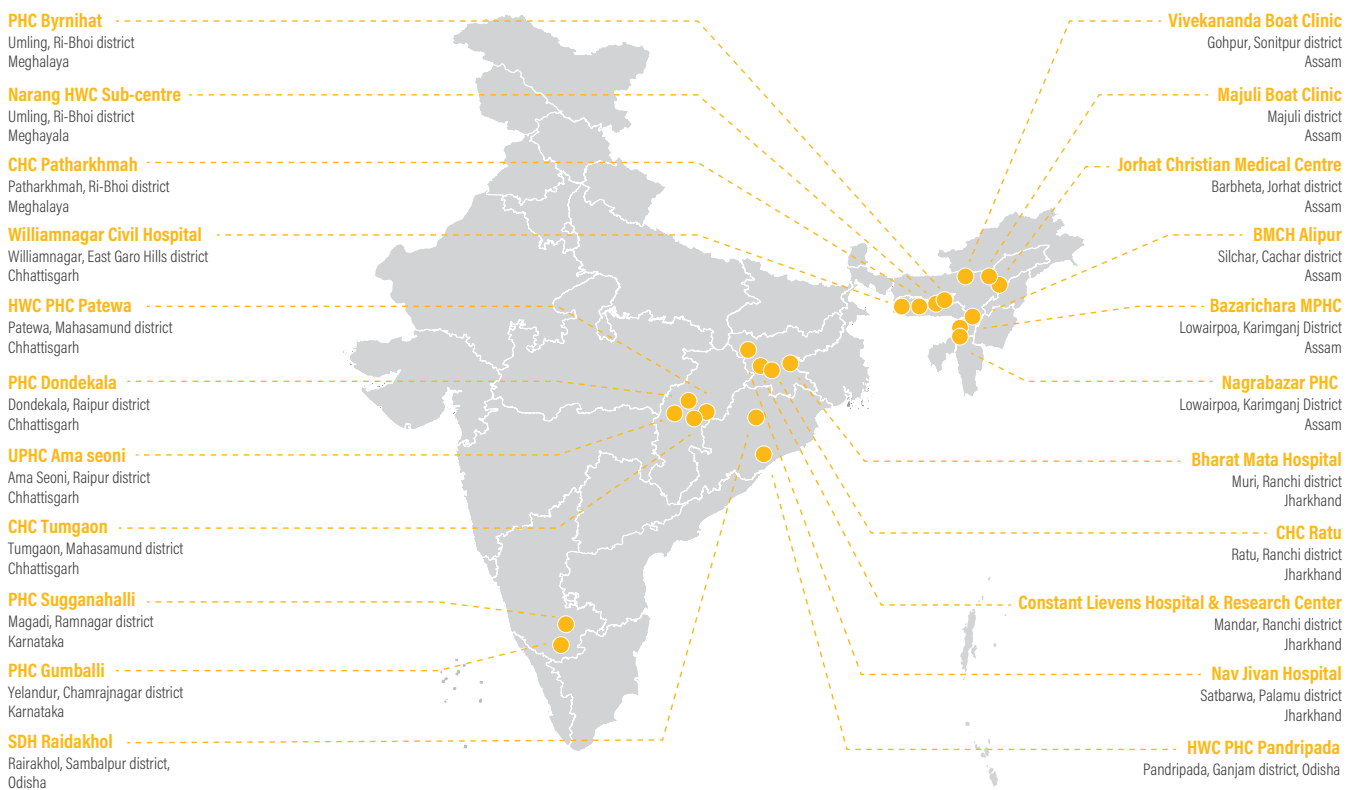 PHC Byrnihat
Umling, Ri-Bhoi district
Meghalaya
Narang HWC Sub-centre
Umling, Ri-Bhoi district
Meghayala
CHC Patharkhmah
Patharkhmah, Ri-Bhoi district
Meghalaya
Williamnagar Civil Hospital
Williamnagar, East Garo Hills district
Chhattisgarh
HWC PHC Patewa
Patewa, Mahasamund district
Chhattisgarh
PHC Dondekala
Dondekala, Raipur district
Chhattisgarh
UPHC Ama seoni
Ama Seoni, Raipur district
Chhattisgarh
CHC Tumgaon
Tumgaon, Mahasamund district
Chhattisgarh
PHC Sugganahalli
Magadi, Ramnagar district
Karnataka
PHC Gumballi
Yelandur, Chamrajnagar district
Karnataka
SDH Raidakhol
Rairakhol, Sambalpur district,
Odisha
Vivekananda Boat Clinic
Gohpur, Sonitpur district
Assam
Majuli Boat Clinic
Majuli district
Assam
Jorhat Christian Medical Centre
Barbheta, Jorhat district
Assam
BMCH Alipur
Silchar, Cachar district
Assam
Bazarichara MPHC
Lowairpoa, Karimganj District
Assam
Nagrabazar PHC
Lowairpoa, Karimganj District
Assam
Bharat Mata Hospital
Muri, Ranchi district
Jharkhand
CHC Ratu
Ratu, Ranchi district
Jharkhand
Constant Lievens Hospital & Research Center
Mandar, Ranchi district
Jharkhand
Nav Jivan Hospital
Satbarwa, Palamu district
Jharkhand
HWC PHC Pandripada
Pandripada, Ganjam district, Odisha